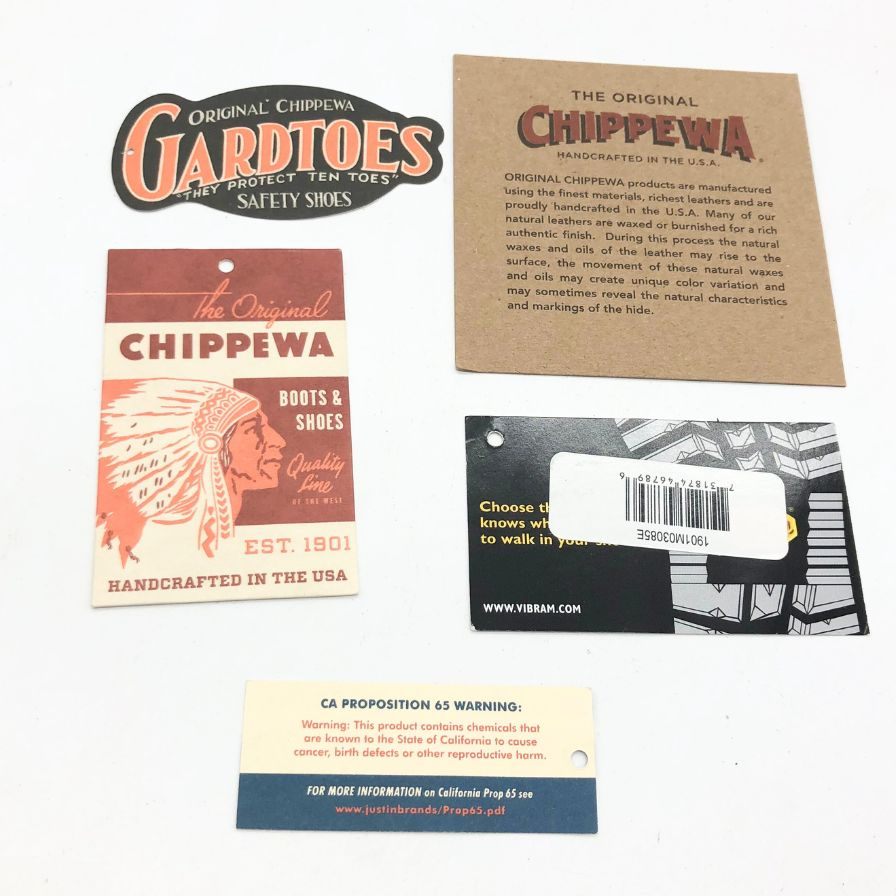 ORIGINAL CHIPPEWA
GARDTOES
"THEY PROTECT TEN TOES"
SAFETY SHOES
THE ORIGINAL
CHIPPEWA®
HANDCRAFTED IN THE U.S.A.
ORIGINAL CHIPPEWA products are manufactured
using the finest materials, richest leathers and are
proudly handcrafted in the U.S.A. Many of our
natural leathers are waxed or burnished for a rich
authentic finish. During this process the natural
waxes and oils of the leather may rise to the
surface, the movement of these natural waxes
and oils may create unique color variation and
may sometimes reveal the natural characteristics
and markings of the hide.
The Original
CHIPPEWA
BOOTS &
SHOES
Quality
Line
OF THE WEST
EST. 1901
HANDCRAFTED IN THE USA
Choose
knows
to walk in
7 31874 46789 6
1901M03085E
WWW.VIBRAM.COM
CA PROPOSITION 65 WARNING:
Warning: This product contains chemicals that
are known to the State of California to cause
cancer, birth defects or other reproductive harm.
FOR MORE INFORMATION on California Prop 65 see
www.justinbrands/Prop65.pdf